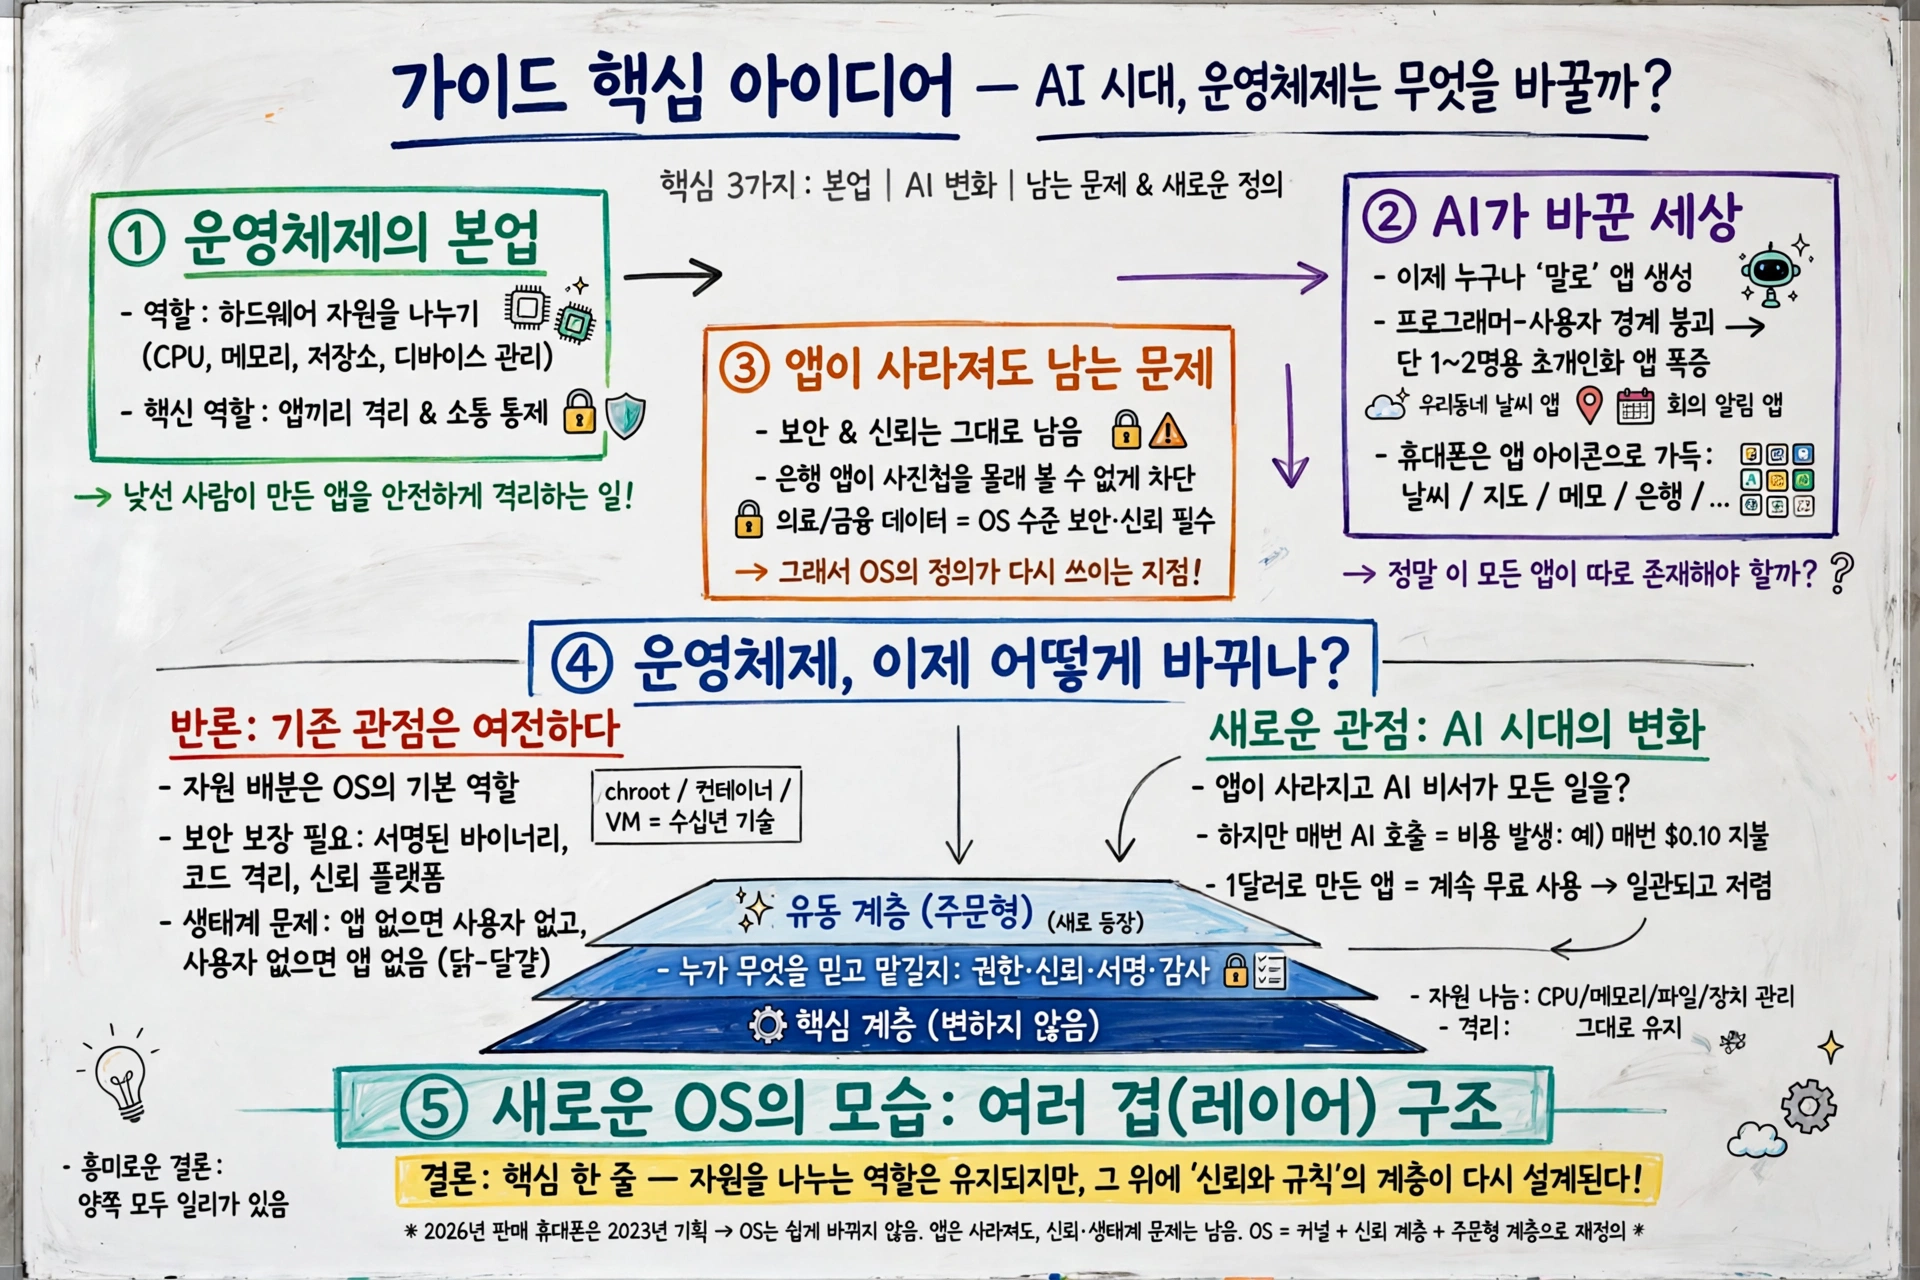 가이드 핵심 아이디어 — AI 시대, 운영체제는 무엇을 바꿀까?
핵심 3가지: 본업 | AI 변화 | 남는 문제 & 새로운 정의
① 운영체제의 본업
- 역할: 하드웨어 자원을 나누기
(CPU, 메모리, 저장소, 디바이스 관리)
- 핵신 역할: 앱끼리 격리 & 소통 통제
→ 낯선 사람이 만든 앱을 안전하게 격리하는 일!
② AI가 바꾼 세상
- 이제 누구나 '말로' 앱 생성
- 프로그래머-사용자 경계 붕괴 →
단 1~2명용 초개인화 앱 폭증
우리동네 날씨 앱 회의 알림 앱
- 휴대폰은 앱 아이콘으로 가득:
날씨 / 지도 / 메모 / 은행 /...
→ 정말 이 모든 앱이 따로 존재해야 할까?
③ 앱이 사라져도 남는 문제
- 보안 & 신뢰는 그대로 남음
- 은행 앱이 사진첩을 몰래 볼 수 없게 차단
의료/금융 데이터 = OS 수준 보안·신뢰 필수
→ 그래서 OS의 정의가 다시 쓰이는 지점!
④ 운영체제, 이제 어떻게 바뀌나?
반론: 기존 관점은 여전하다
- 자원 배분은 OS의 기본 역할
- 보안 보장 필요: 서명된 바이너리,
코드 격리, 신뢰 플랫폼
- 생태계 문제: 앱 없으면 사용자 없고,
사용자 없으면 앱 없음 (닭-달걀)
chroot / 컨테이너 /
VM = 수십년 기술
새로운 관점: AI 시대의 변화
- 앱이 사라지고 AI 비서가 모든 일을?
- 하지만 매번 AI 호출 = 비용 발생: 예) 매번 $0.10 지불
- 1달러로 만든 앱 = 계속 무료 사용 → 일관되고 저렴
유동 계층 (주문형) (새로 등장)
- 누가 무엇을 믿고 맡길지: 권한·신뢰·서명·감사
핵심 계층 (변하지 않음)
- 자원 나눔: CPU/메모리/파일/장치 관리
- 격리: 그대로 유지
⑤ 새로운 OS의 모습: 여러 겹(레이어) 구조
- 흥미로운 결론:
양쪽 모두 일리가 있음
결론: 핵심 한 줄 — 자원을 나누는 역할은 유지되지만, 그 위에 '신뢰와 규칙'의 계층이 다시 설계된다!
* 2026년 판매 휴대폰은 2023년 기획 → OS는 쉽게 바뀌지 않음. 앱은 사라져도, 신뢰·생태계 문제는 남음. OS = 커널 + 신뢰 계층 + 주문형 계층으로 재정의 *